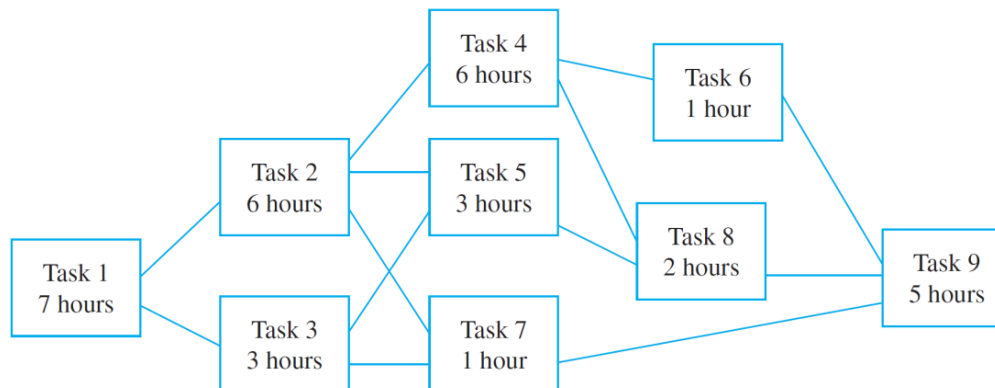 Task 4
6 hours
Task 6
1 hour
Task 2
6 hours
Task 5
3 hours
Task 8
2 hours
Task 1
7 hours
Task 9
5 hours
Task 3
3 hours
Task 7
1 hour